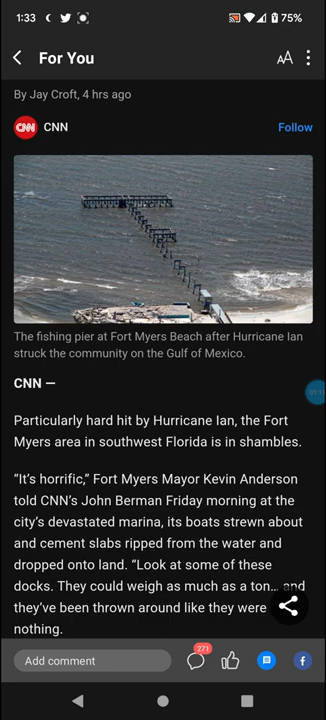 1:33
75%
For You
AA
By Jay Croft, 4 hrs ago
CNN
CNN
Follow
The fishing pier at Fort Myers Beach after Hurricane Ian
struck the community on the Gulf of Mexico.
CNN —
Particularly hard hit by Hurricane Ian, the Fort
Myers area in southwest Florida is in shambles.
“It’s horrific,” Fort Myers Mayor Kevin Anderson
told CNN’s John Berman Friday morning at the
city’s devastated marina, its boats strewn about
and cement slabs ripped from the water and
dropped onto land. “Look at some of these
docks. They could weigh as much as a ton… and
they’ve been thrown around like they were
nothing.
Add comment
271
f